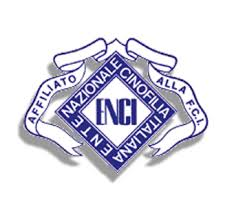 AFFILIATO
ALLA F.C.I.
ENTE
NAZIONALE
CINOFILIA
ITALIANA
ENCI